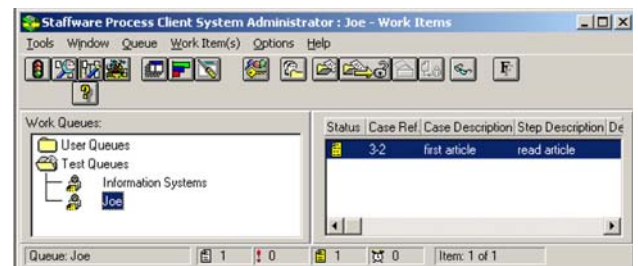 Staffware Process Client System Administrator : Joe - Work Items
Tools Window Queue Work Item(s) Options Help
F
?
Work Queues:
User Queues
Test Queues
Information Systems
Joe
Status Case Ref. Case Description Step Description De
3-2 first article read article
Queue: Joe 1 0 1 0 Item: 1 of 1